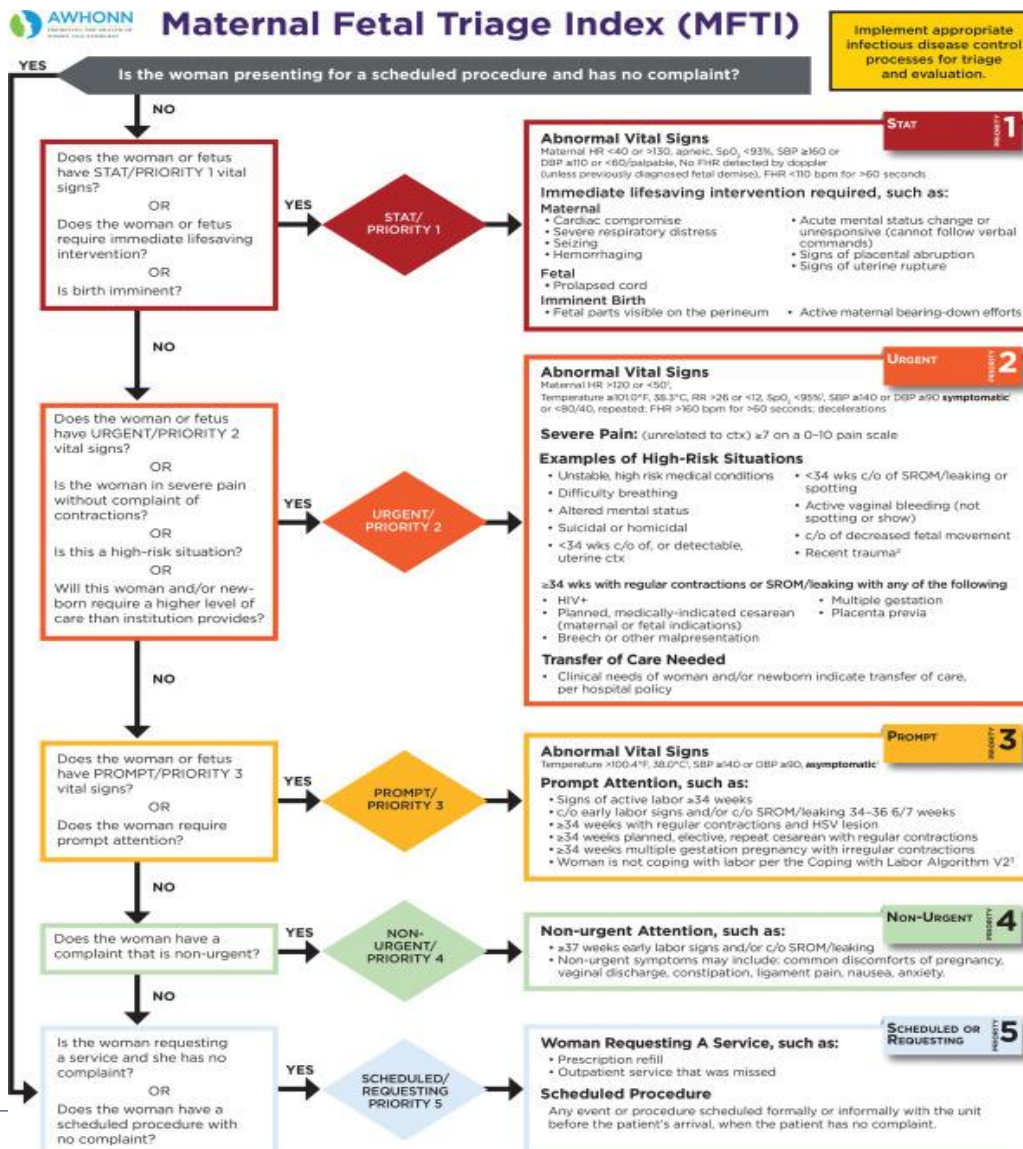 AWHONN
Maternal Fetal Triage Index (MFTI)
Implement appropriate
infectious disease control
processes for triage
and evaluation.
YES
Is the woman presenting for a scheduled procedure and has no complaint?
NO
Does the woman or fetus
have STAT/PRIORITY 1 vital
signs?
OR
Does the woman or fetus
require immediate lifesaving
intervention?
OR
Is birth imminent?
YES
STAT/
PRIORITY 1
STAT
PRIORITY 1
Abnormal Vital Signs
Maternal HR <40 or >130, apneic, SpO₂ <93%, SBP ≥160 or
DBP ≥110 or <60/palpable, No FHR detected by doppler
(unless previously diagnosed fetal demise), FHR <110 bpm for >60 seconds
Immediate lifesaving intervention required, such as:
Maternal
• Cardiac compromise
• Severe respiratory distress
• Seizing
• Hemorrhaging
• Acute mental status change or
unresponsive (cannot follow verbal
commands)
• Signs of placental abruption
• Signs of uterine rupture
Fetal
• Prolapsed cord
Imminent Birth
• Fetal parts visible on the perineum
• Active maternal bearing-down efforts
NO
Does the woman or fetus
have URGENT/PRIORITY 2
vital signs?
OR
Is the woman in severe pain
without complaint of
contractions?
OR
Is this a high-risk situation?
OR
Will this woman and/or new-
born require a higher level of
care than institution provides?
YES
URGENT/
PRIORITY 2
URGENT
PRIORITY 2
Abnormal Vital Signs
Maternal HR >120 or <50¹,
Temperature ≥101.0°F, 38.3°C, RR >26 or <12, SpO₂ <95%¹, SBP ≥140 or DBP ≥90 symptomatic¹
or <80/40, repeated; FHR >160 bpm for >60 seconds; decelerations
Severe Pain: (unrelated to ctx) ≥7 on a 0–10 pain scale
Examples of High-Risk Situations
• Unstable, high risk medical conditions
• Difficulty breathing
• Altered mental status
• Suicidal or homicidal
• <34 wks c/o of, or detectable,
uterine ctx
• <34 wks c/o of SROM/leaking or
spotting
• Active vaginal bleeding (not
spotting or show)
• c/o of decreased fetal movement
• Recent trauma²
≥34 wks with regular contractions or SROM/leaking with any of the following
• HIV+
• Planned, medically-indicated cesarean
(maternal or fetal indications)
• Breech or other malpresentation
• Multiple gestation
• Placenta previa
Transfer of Care Needed
• Clinical needs of woman and/or newborn indicate transfer of care,
per hospital policy
NO
Does the woman or fetus
have PROMPT/PRIORITY 3
vital signs?
OR
Does the woman require
prompt attention?
YES
PROMPT/
PRIORITY 3
PROMPT
PRIORITY 3
Abnormal Vital Signs
Temperature >100.4°F, 38.0°C¹, SBP ≥140 or DBP ≥90, asymptomatic¹
Prompt Attention, such as:
• Signs of active labor ≥34 weeks
• c/o early labor signs and/or c/o SROM/leaking 34–36 6/7 weeks
• ≥34 weeks with regular contractions and HSV lesion
• ≥34 weeks planned, elective, repeat cesarean with regular contractions
• ≥34 weeks multiple gestation pregnancy with irregular contractions
• Woman is not coping with labor per the Coping with Labor Algorithm V2³
NO
Does the woman have a
complaint that is non-urgent?
YES
NON-
URGENT/
PRIORITY 4
NON-URGENT
PRIORITY 4
Non-urgent Attention, such as:
• ≥37 weeks early labor signs and/or c/o SROM/leaking
• Non-urgent symptoms may include: common discomforts of pregnancy,
vaginal discharge, constipation, ligament pain, nausea, anxiety.
NO
Is the woman requesting
a service and she has no
complaint?
OR
Does the woman have a
scheduled procedure with
no complaint?
YES
SCHEDULED/
REQUESTING
PRIORITY 5
SCHEDULED OR
REQUESTING
PRIORITY 5
Woman Requesting A Service, such as:
• Prescription refill
• Outpatient service that was missed
Scheduled Procedure
Any event or procedure scheduled formally or informally with the unit
before the patient's arrival, when the patient has no complaint.